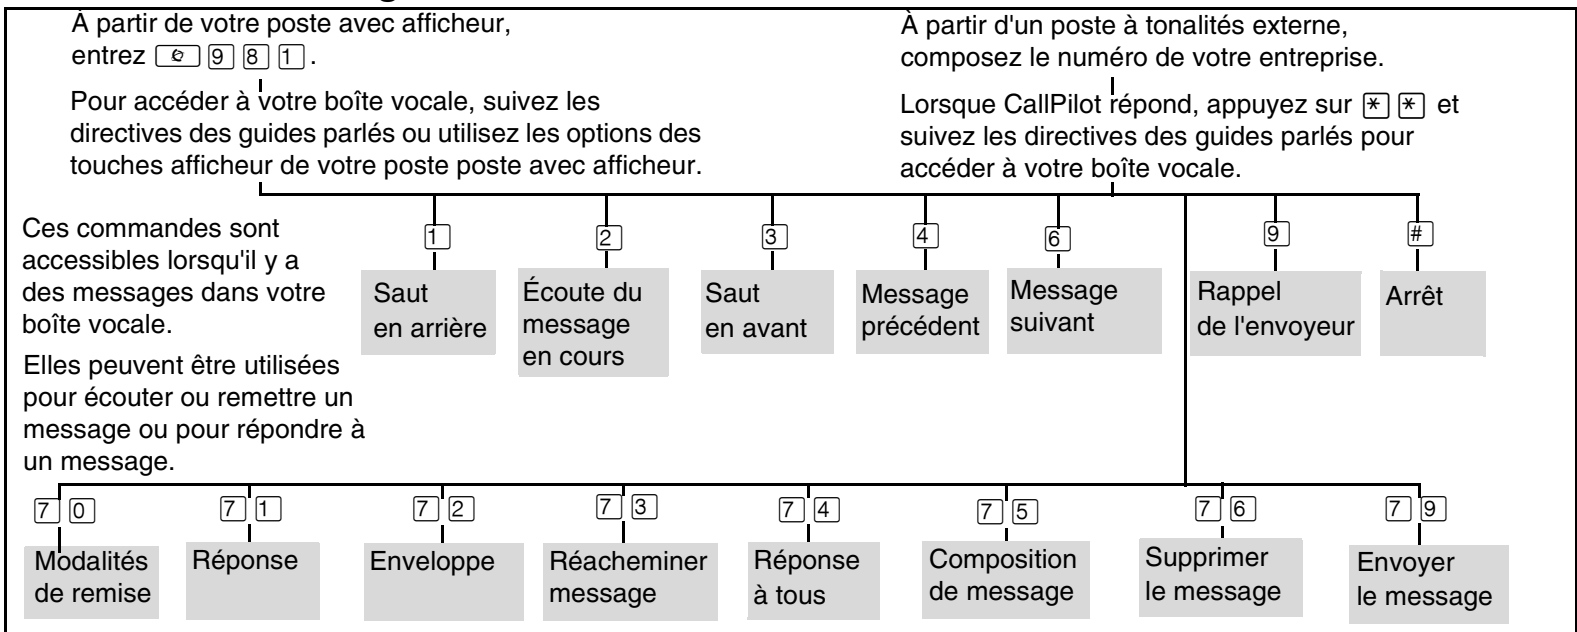 À partir de votre poste avec afficheur,
entrez 9 8 1.
Pour accéder à votre boîte vocale, suivez les
directives des guides parlés ou utilisez les options des
touches afficheur de votre poste poste avec afficheur.
À partir d'un poste à tonalités externe,
composez le numéro de votre entreprise.
Lorsque CallPilot répond, appuyez sur * * et
suivez les directives des guides parlés pour
accéder à votre boîte vocale.
Ces commandes sont
accessibles lorsqu'il y a
des messages dans votre
boîte vocale.
Elles peuvent être utilisées
pour écouter ou remettre un
message ou pour répondre à
un message.
1
Saut
en arrière
2
Écoute du
message
en cours
3
Saut
en avant
4
Message
précédent
6
Message
suivant
9
Rappel
de l'envoyeur
#
Arrêt
7 0
Modalités
de remise
7 1
Réponse
7 2
Enveloppe
7 3
Réacheminer
message
7 4
Réponse
à tous
7 5
Composition
de message
7 6
Supprimer
le message
7 9
Envoyer
le message